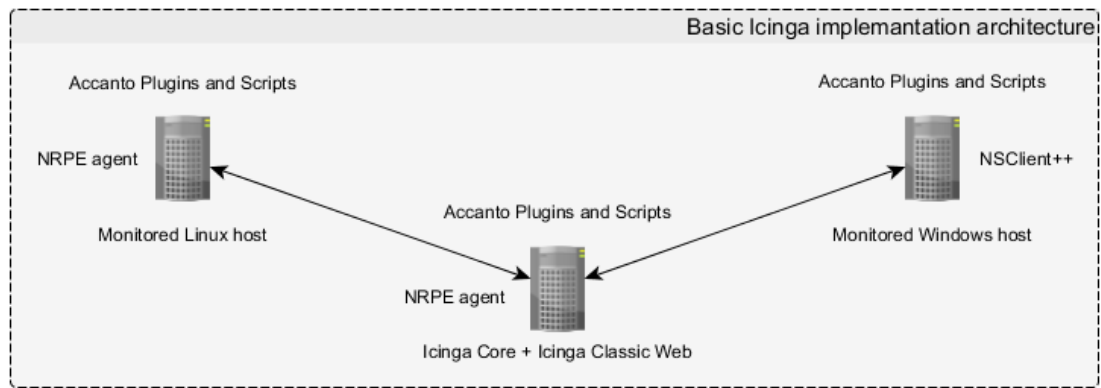 Basic Icinga implemantation architecture
Accanto Plugins and Scripts
Accanto Plugins and Scripts
NRPE agent
NSClient++
Accanto Plugins and Scripts
Monitored Linux host
Monitored Windows host
NRPE agent
Icinga Core + Icinga Classic Web